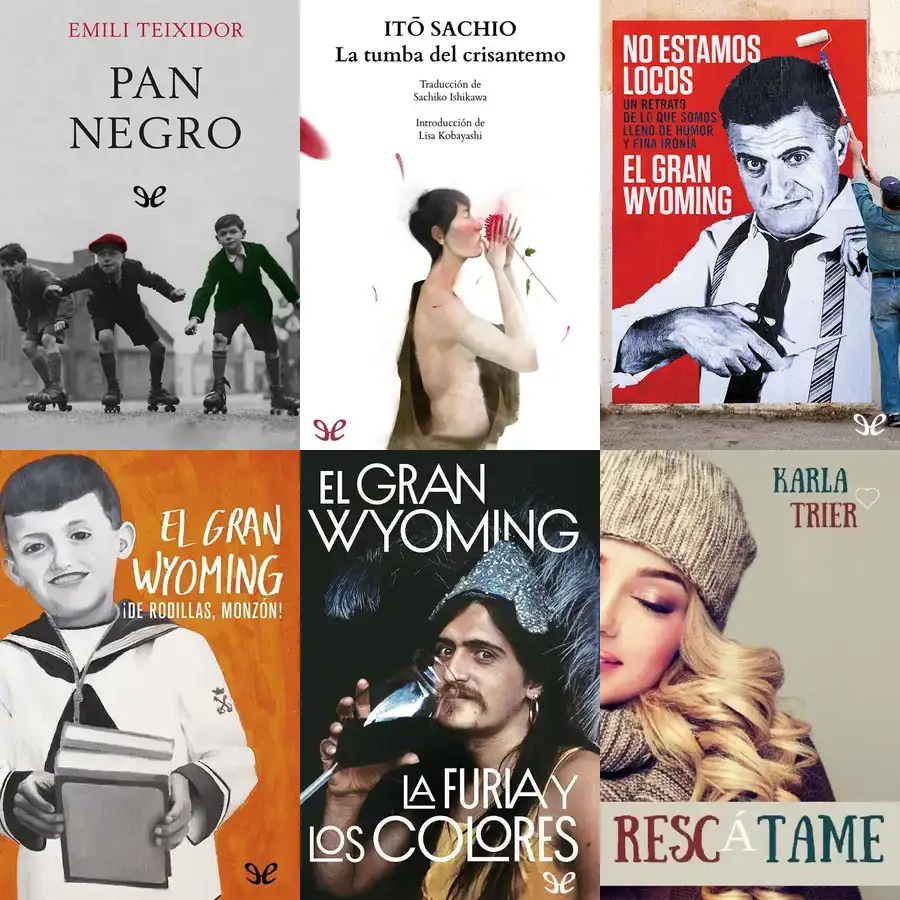 EMILI TEIXIDOR
PAN
NEGRO
ITŌ SACHIO
La tumba del crisantemo
Traducción de
Sachiko Ishikawa
Introducción de
Lisa Kobayashi
NO ESTAMOS
LOCOS
UN RETRATO
DE LO QUE SOMOS
LLENO DE HUMOR
Y FINA IRONÍA
EL GRAN
WYOMING
EL GRAN
WYOMING
¡DE RODILLAS, MONZÓN!
EL GRAN
WYOMING
LA FURIA Y
LOS COLORES
KARLA
TRIER
RESCÁTAME